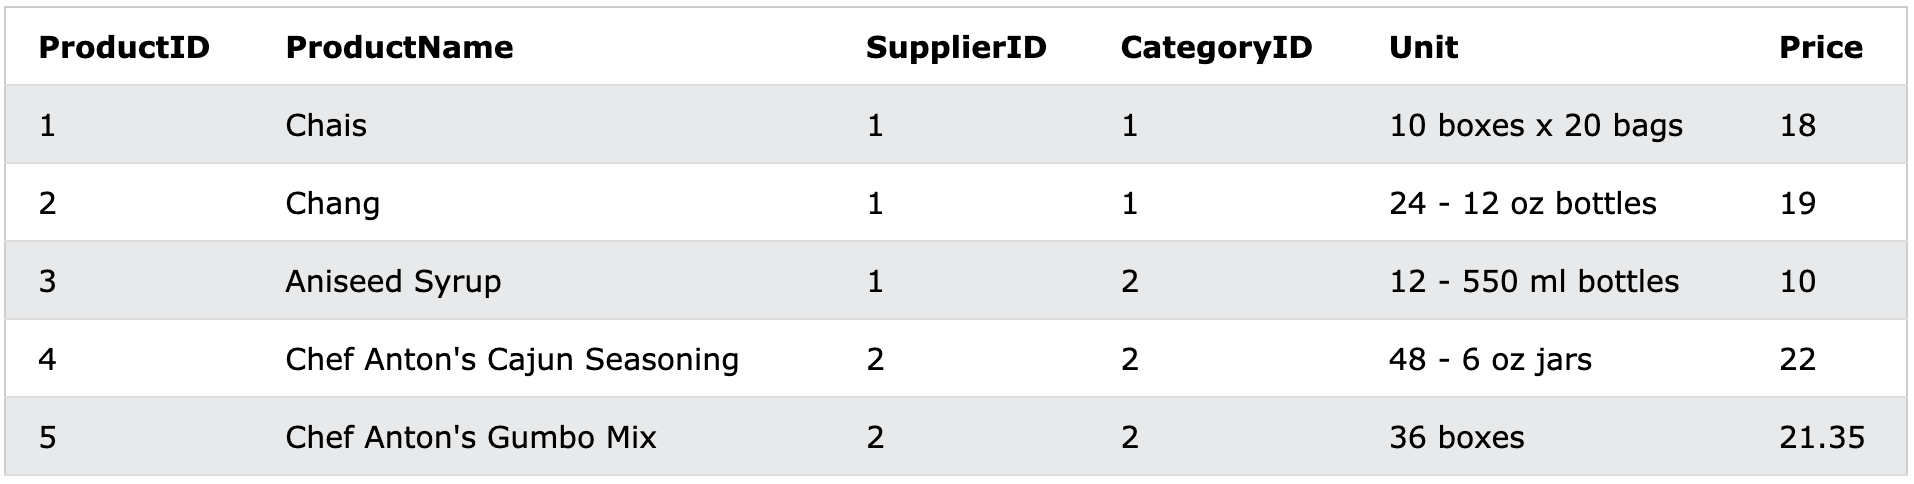 ProductID ProductName SupplierID CategoryID Unit Price
1 Chais 1 1 10 boxes x 20 bags 18
2 Chang 1 1 24 - 12 oz bottles 19
3 Aniseed Syrup 1 2 12 - 550 ml bottles 10
4 Chef Anton's Cajun Seasoning 2 2 48 - 6 oz jars 22
5 Chef Anton's Gumbo Mix 2 2 36 boxes 21.35